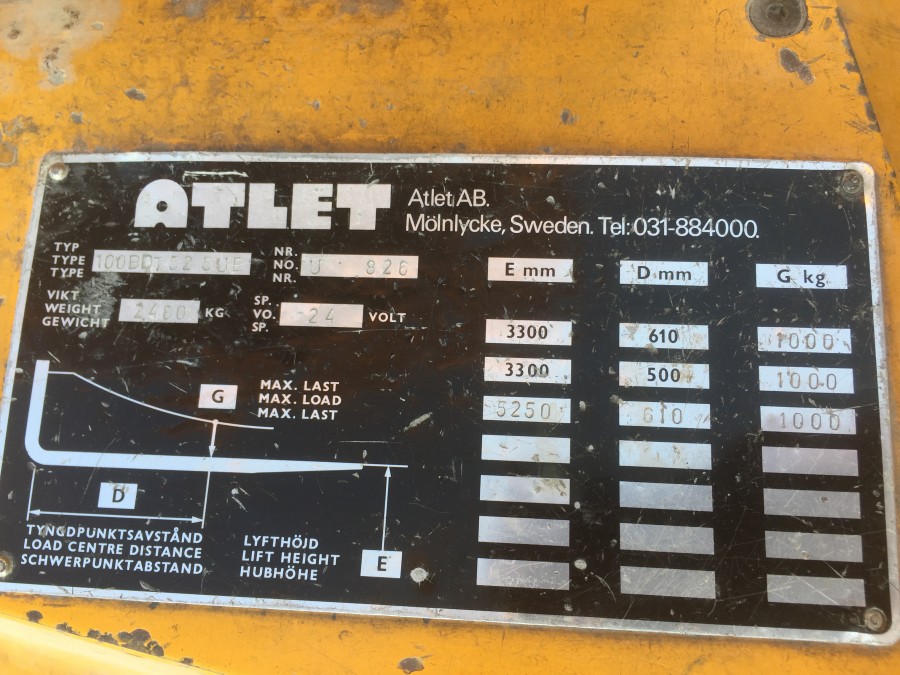 ATLET
Atlet AB.
Mölnlycke, Sweden. Tel: 031-884000.
TYP
TYPE
TYPE
NR.
NO. U 826
NR.
VIKT
WEIGHT KG
GEWICHT
SP.
VO. 24 VOLT
SP.
E mm D mm G kg
3300 610 1000
3300 500 1000
5250 610 1000
G
MAX. LAST
MAX. LOAD
MAX. LAST
D
TYNGDPUNKTSAVSTÅND
LOAD CENTRE DISTANCE
SCHWERPUNKTABSTAND
LYFTHÖJD
LIFT HEIGHT
HUBHÖHE
E